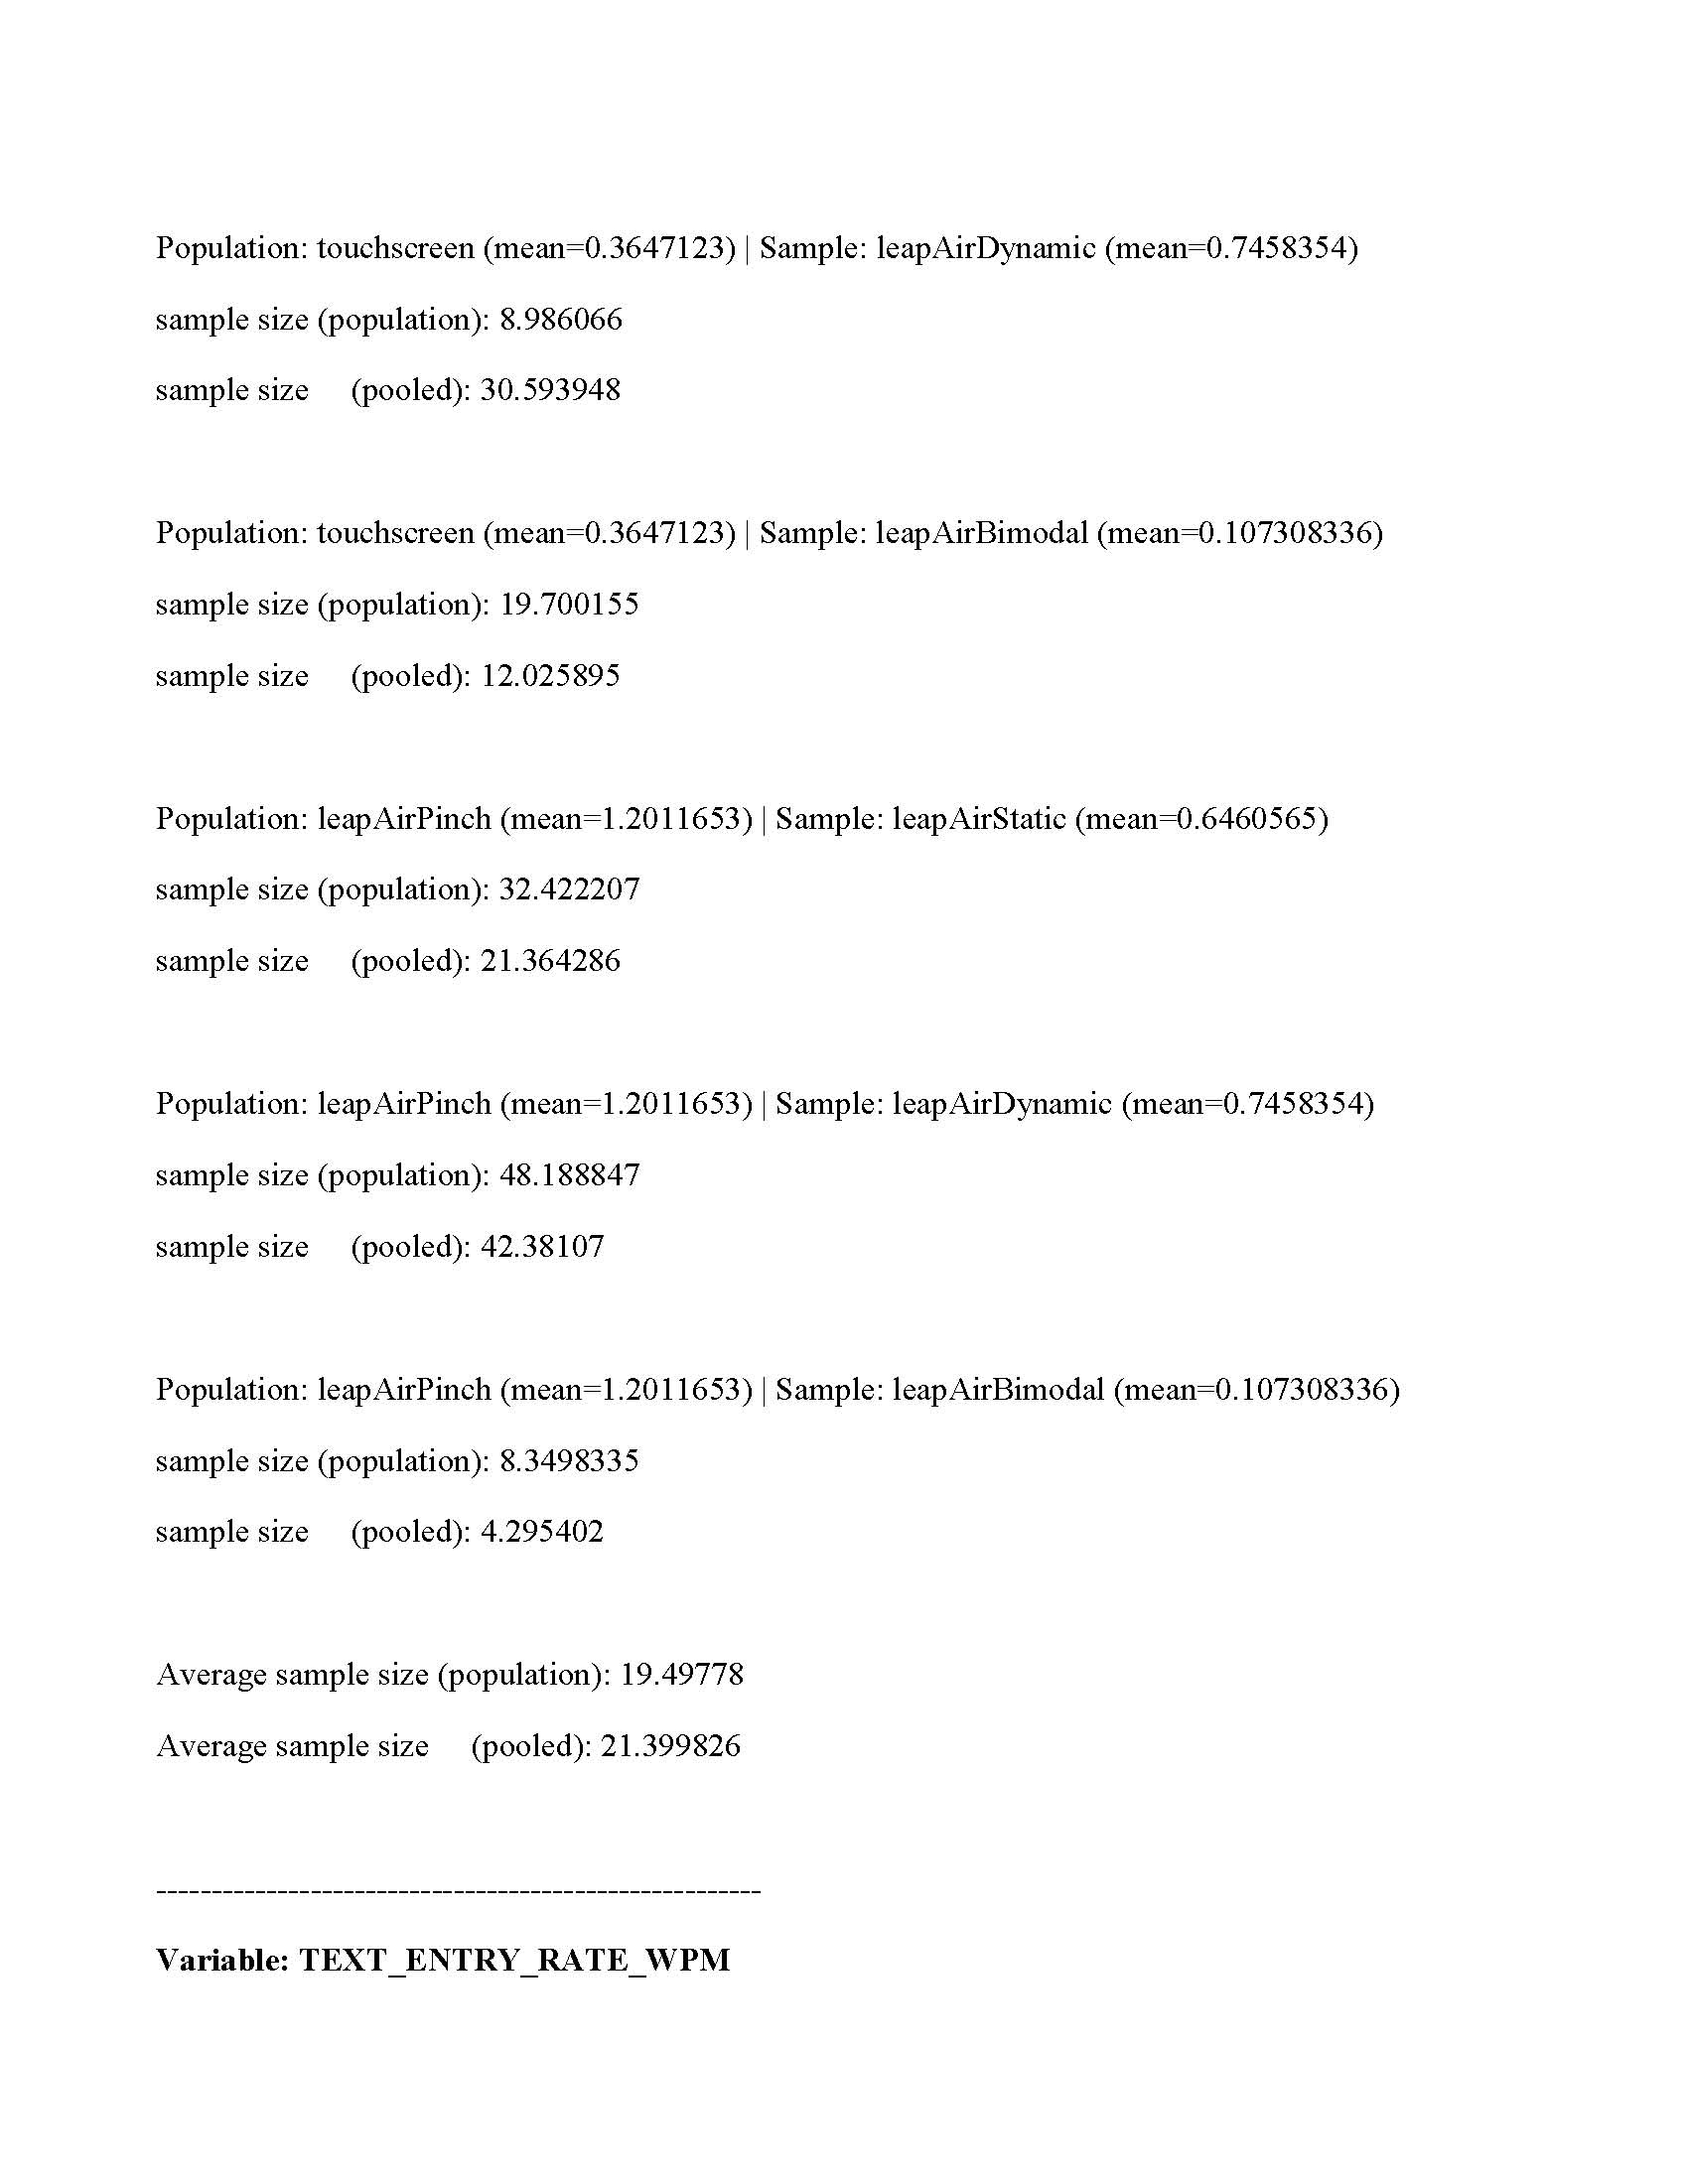 Population: touchscreen (mean=0.3647123) | Sample: leapAirDynamic (mean=0.7458354)
sample size (population): 8.986066
sample size     (pooled): 30.593948
Population: touchscreen (mean=0.3647123) | Sample: leapAirBimodal (mean=0.107308336)
sample size (population): 19.700155
sample size     (pooled): 12.025895
Population: leapAirPinch (mean=1.2011653) | Sample: leapAirStatic (mean=0.6460565)
sample size (population): 32.422207
sample size     (pooled): 21.364286
Population: leapAirPinch (mean=1.2011653) | Sample: leapAirDynamic (mean=0.7458354)
sample size (population): 48.188847
sample size     (pooled): 42.38107
Population: leapAirPinch (mean=1.2011653) | Sample: leapAirBimodal (mean=0.107308336)
sample size (population): 8.3498335
sample size     (pooled): 4.295402
Average sample size (population): 19.49778
Average sample size     (pooled): 21.399826
-------------------------------------------------------
Variable: TEXT_ENTRY_RATE_WPM